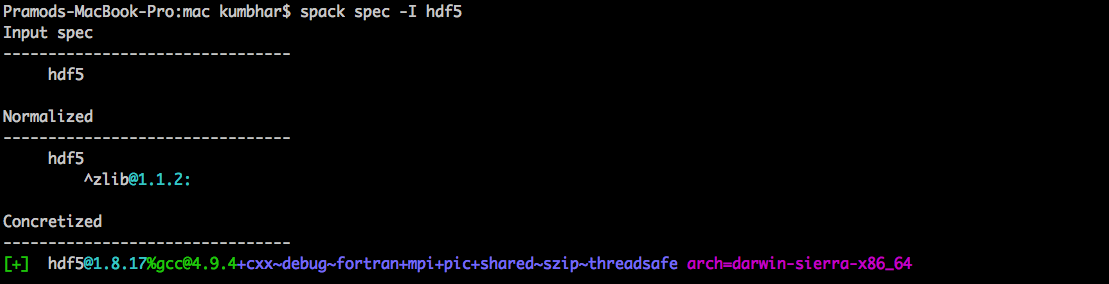 Pramods-MacBook-Pro:mac kumbhar$ spack spec -I hdf5
Input spec
--------------------------------
     hdf5

Normalized
--------------------------------
     hdf5
         ^zlib@1.1.2:

Concretized
--------------------------------
[+]  hdf5@1.8.17%gcc@4.9.4+cxx~debug~fortran+mpi+pic+shared~szip~threadsafe arch=darwin-sierra-x86_64